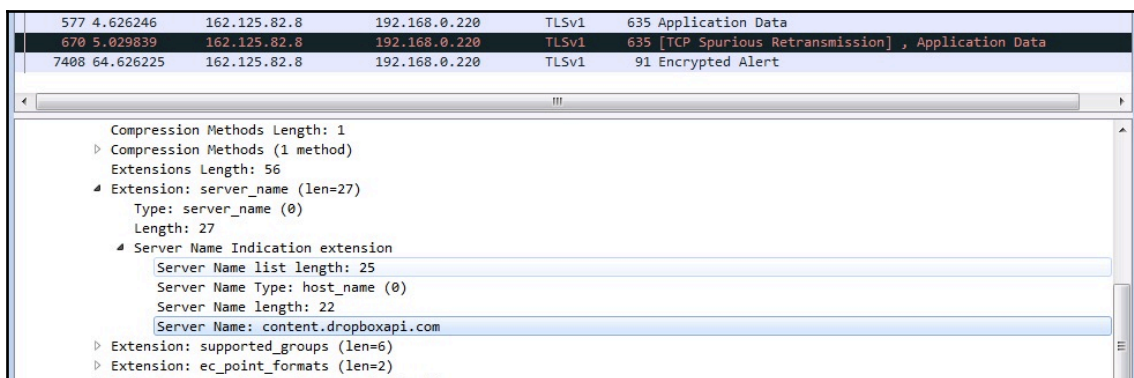 577 4.626246 162.125.82.8 192.168.0.220 TLSv1 635 Application Data
670 5.029839 162.125.82.8 192.168.0.220 TLSv1 635 [TCP Spurious Retransmission] , Application Data
7408 64.626225 162.125.82.8 192.168.0.220 TLSv1 91 Encrypted Alert
Compression Methods Length: 1
Compression Methods (1 method)
Extensions Length: 56
Extension: server_name (len=27)
Type: server_name (0)
Length: 27
Server Name Indication extension
Server Name list length: 25
Server Name Type: host_name (0)
Server Name length: 22
Server Name: content.dropboxapi.com
Extension: supported_groups (len=6)
Extension: ec_point_formats (len=2)